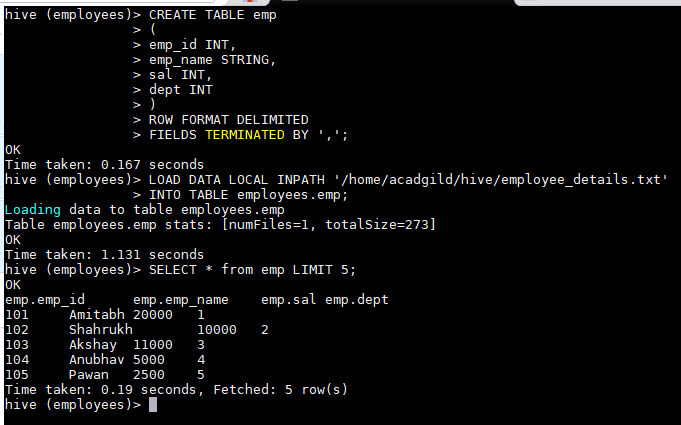 hive (employees)> CREATE TABLE emp
> (
> emp_id INT,
> emp_name STRING,
> sal INT,
> dept INT
> )
> ROW FORMAT DELIMITED
> FIELDS TERMINATED BY ',';
OK
Time taken: 0.167 seconds
hive (employees)> LOAD DATA LOCAL INPATH '/home/acadgild/hive/employee_details.txt'
> INTO TABLE employees.emp;
Loading data to table employees.emp
Table employees.emp stats: [numFiles=1, totalSize=273]
OK
Time taken: 1.131 seconds
hive (employees)> SELECT * from emp LIMIT 5;
OK
emp.emp_id emp.emp_name emp.sal emp.dept
101 Amitabh 20000 1
102 Shahrukh 10000 2
103 Akshay 11000 3
104 Anubhav 5000 4
105 Pawan 2500 5
Time taken: 0.19 seconds, Fetched: 5 row(s)
hive (employees)>